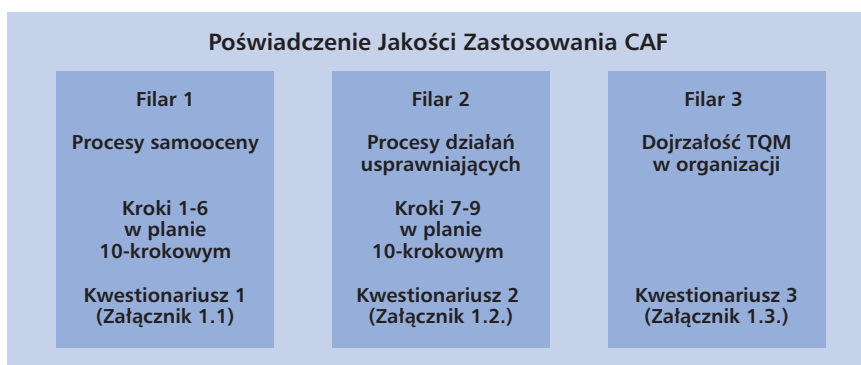 Poświadczenie Jakości Zastosowania CAF
Filar 1
Procesy samooceny
Kroki 1-6
w planie
10-krokowym
Kwestionariusz 1
(Załącznik 1.1)
Filar 2
Procesy działań
usprawniających
Kroki 7-9
w planie
10-krokowym
Kwestionariusz 2
(Załącznik 1.2.)
Filar 3
Dojrzałość TQM
w organizacji
Kwestionariusz 3
(Załącznik 1.3.)